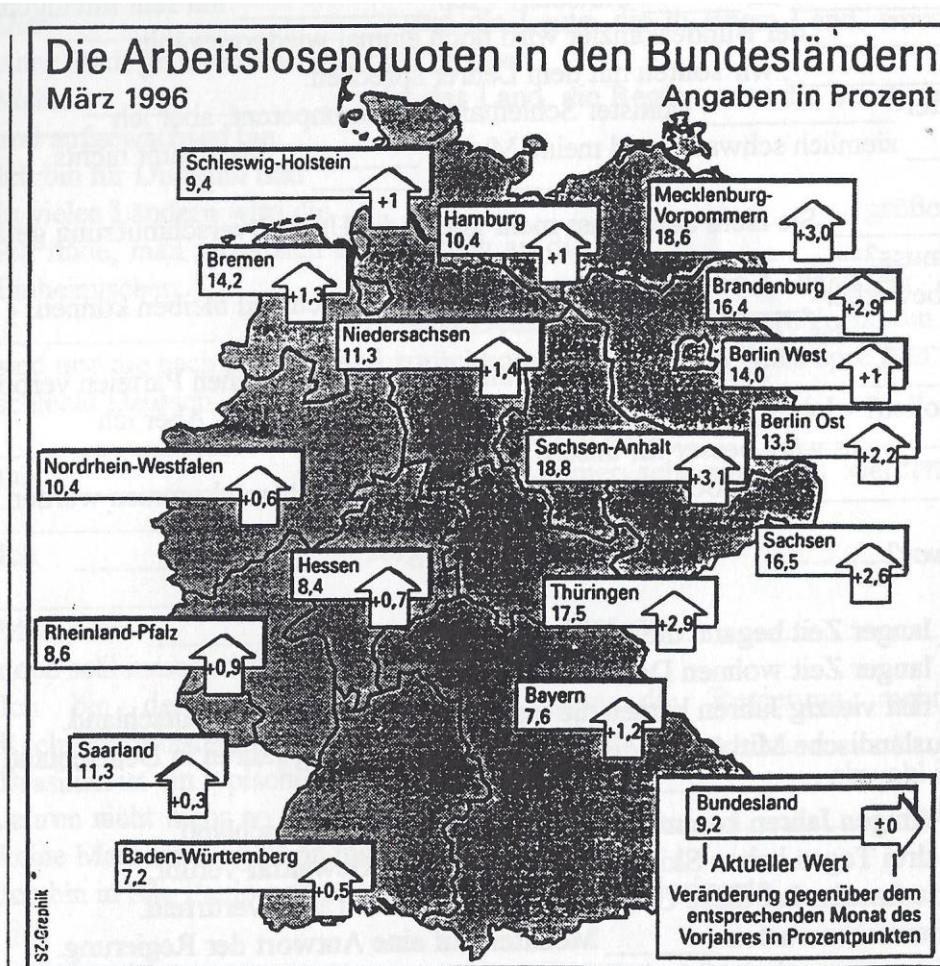 Die Arbeitslosenquoten in den Bundesländern
März 1996
Angaben in Prozent
Schleswig-Holstein
9,4
+1
Hamburg
10,4
+1
Mecklenburg-
Vorpommern
18,6
+3,0
Bremen
14,2
+1,3
Brandenburg
16,4
+2,9
Niedersachsen
11,3
+1,4
Berlin West
14,0
+1
Berlin Ost
13,5
+2,2
Nordrhein-Westfalen
10,4
+0,6
Sachsen-Anhalt
18,8
+3,1
Sachsen
16,5
+2,6
Hessen
8,4
+0,7
Thüringen
17,5
+2,9
Rheinland-Pfalz
8,6
+0,9
Bayern
7,6
+1,2
Saarland
11,3
+0,3
Baden-Württemberg
7,2
+0,5
Bundesland
9,2
±0
Aktueller Wert
Veränderung gegenüber dem
entsprechenden Monat des
Vorjahres in Prozentpunkten
SZ-Graphik